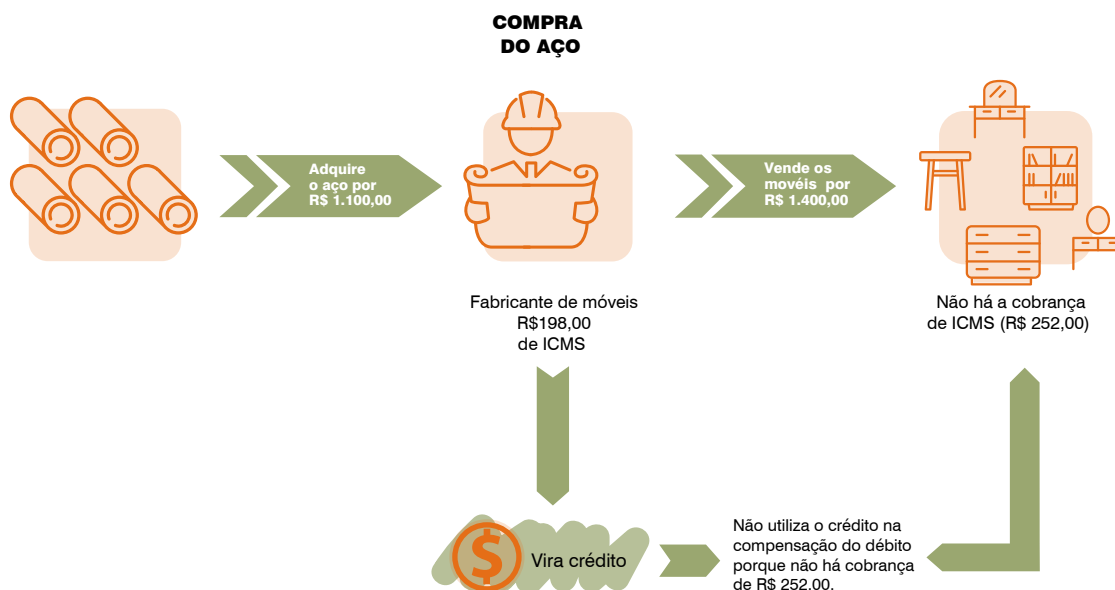 COMPRA
DO AÇO
Adquire
o aço por
R$ 1.100,00
Vende os
movéis por
R$ 1.400,00
Fabricante de móveis
R$198,00
de ICMS
Não há a cobrança
de ICMS (R$ 252,00)
$
Vira crédito
Não utiliza o crédito na
compensação do débito
porque não há cobrança
de R$ 252,00.